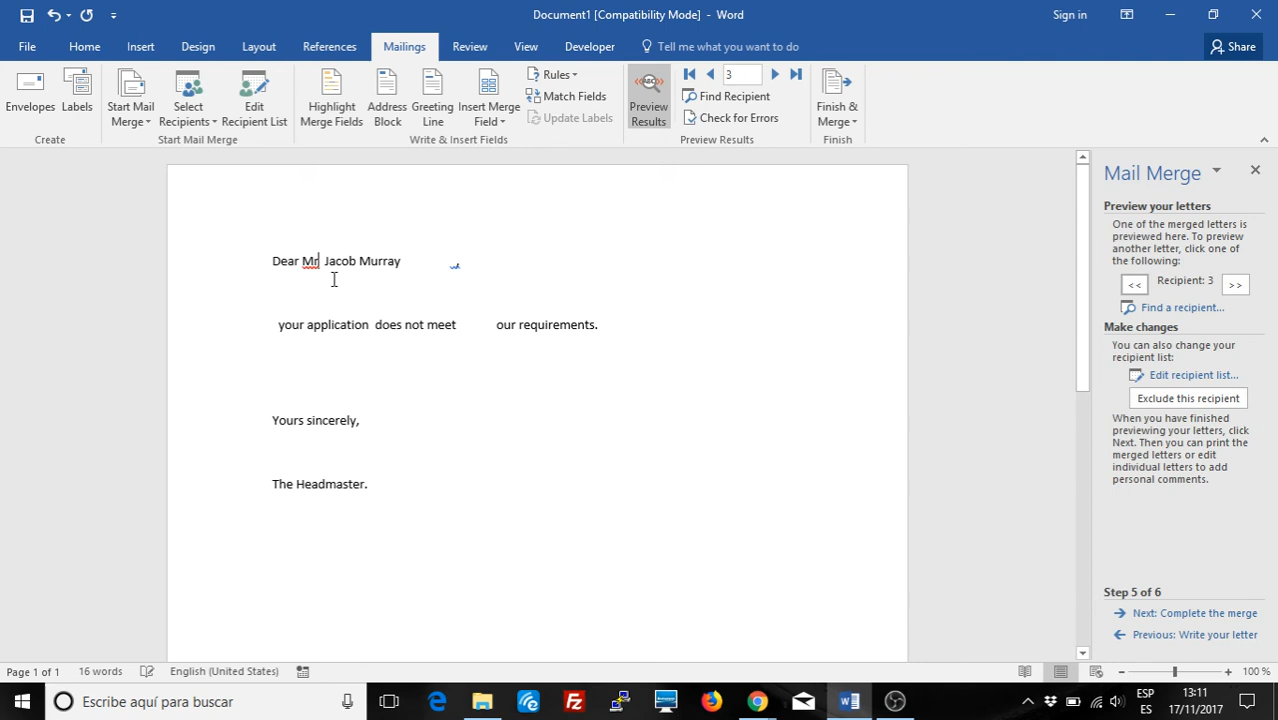 Document1 [Compatibility Mode] - Word
Sign in
File Home Insert Design Layout References Mailings Review View Developer Tell me what you want to do Share
Envelopes
Labels
Create
Start Mail Merge
Select Recipients
Edit Recipient List
Start Mail Merge
Highlight Merge Fields
Address Block
Greeting Line
Insert Merge Field
Rules
Match Fields
Update Labels
Write & Insert Fields
ABC
Preview Results
3
Find Recipient
Check for Errors
Preview Results
Finish & Merge
Finish
Dear Mr Jacob Murray ,
your application does not meet our requirements.
Yours sincerely,
The Headmaster.
Mail Merge
Preview your letters
One of the merged letters is
previewed here. To preview
another letter, click one of
the following:
<< Recipient: 3 >>
Find a recipient...
Make changes
You can also change your
recipient list:
Edit recipient list...
Exclude this recipient
When you have finished
previewing your letters, click
Next. Then you can print the
merged letters or edit
individual letters to add
personal comments.
Step 5 of 6
Next: Complete the merge
Previous: Write your letter
Page 1 of 1 16 words English (United States) 100 %
Escribe aquí para buscar
ESP
ES
13:11
17/11/2017